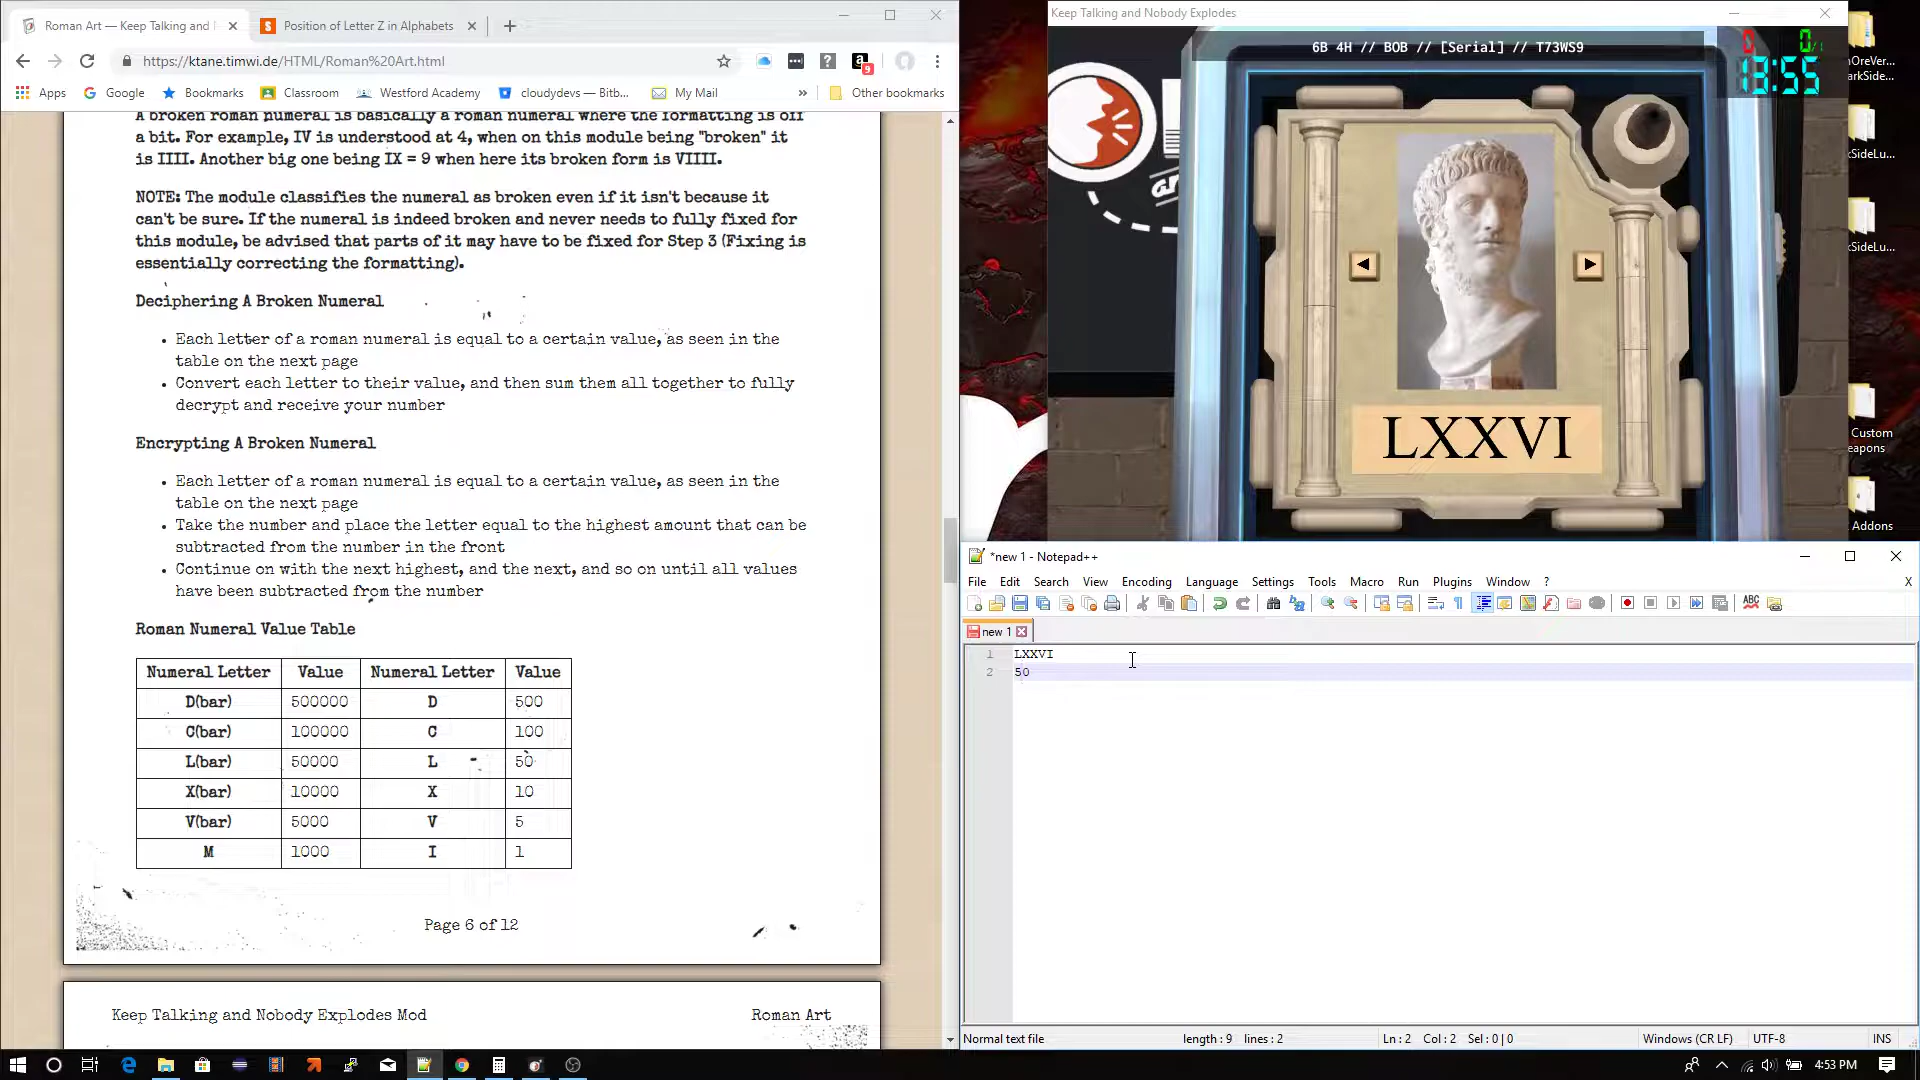 Roman Art — Keep Talking and
Position of Letter Z in Alphabets
https://ktane.timwi.de/HTML/Roman%20Art.html
9
Apps
Google
Bookmarks
Classroom
Westford Academy
cloudydevs — Bitb...
My Mail
»
Other bookmarks
A broken roman numeral is basically a roman numeral where the formatting is off
a bit. For example, IV is understood at 4, when on this module being "broken" it
is IIII. Another big one being IX = 9 when here its broken form is VIIII.
NOTE: The module classifies the numeral as broken even if it isn't because it
can't be sure. If the numeral is indeed broken and never needs to fully fixed for
this module, be advised that parts of it may have to be fixed for Step 3 (Fixing is
essentially correcting the formatting).
Deciphering A Broken Numeral
• Each letter of a roman numeral is equal to a certain value, as seen in the
table on the next page
• Convert each letter to their value, and then sum them all together to fully
decrypt and receive your number
Encrypting A Broken Numeral
• Each letter of a roman numeral is equal to a certain value, as seen in the
table on the next page
• Take the number and place the letter equal to the highest amount that can be
subtracted from the number in the front
• Continue on with the next highest, and the next, and so on until all values
have been subtracted from the number
Roman Numeral Value Table
Numeral Letter Value Numeral Letter Value
D(bar) 500000 D 500
C(bar) 100000 C 100
L(bar) 50000 L 50
X(bar) 10000 X 10
V(bar) 5000 V 5
M 1000 I 1
Page 6 of 12
Keep Talking and Nobody Explodes Mod Roman Art
Keep Talking and Nobody Explodes
6B 4H // BOB // [Serial] // T73WS9
0 0/1
13:55
LXXVI
nOreVer...
arkSide...
kSideLu...
kSideLu...
Custom
eapons
Addons
*new 1 - Notepad++
File Edit Search View Encoding Language Settings Tools Macro Run Plugins Window ? X
new 1
1 LXXVI
2 50
Normal text file length : 9 lines : 2 Ln : 2 Col : 2 Sel : 0 | 0 Windows (CR LF) UTF-8 INS
4:53 PM